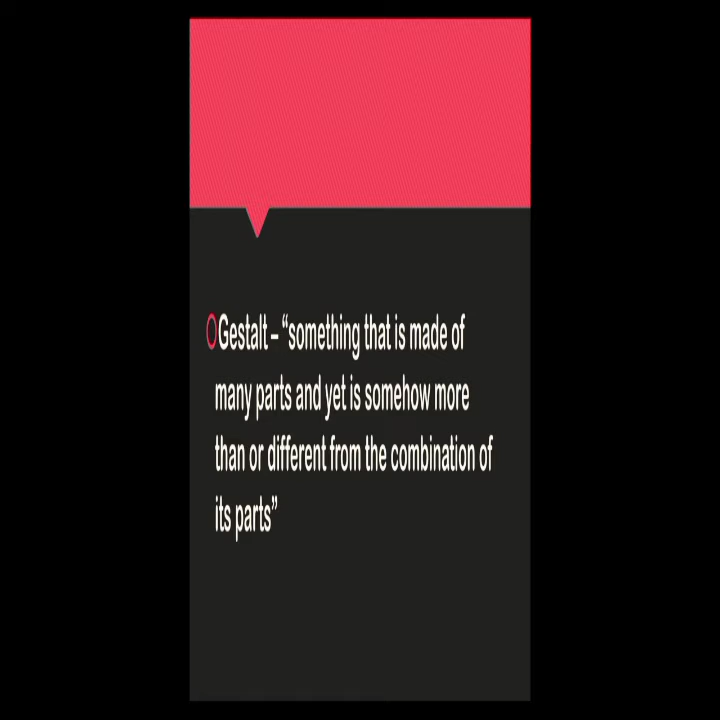 Gestalt – “something that is made of
many parts and yet is somehow more
than or different from the combination of
its parts”